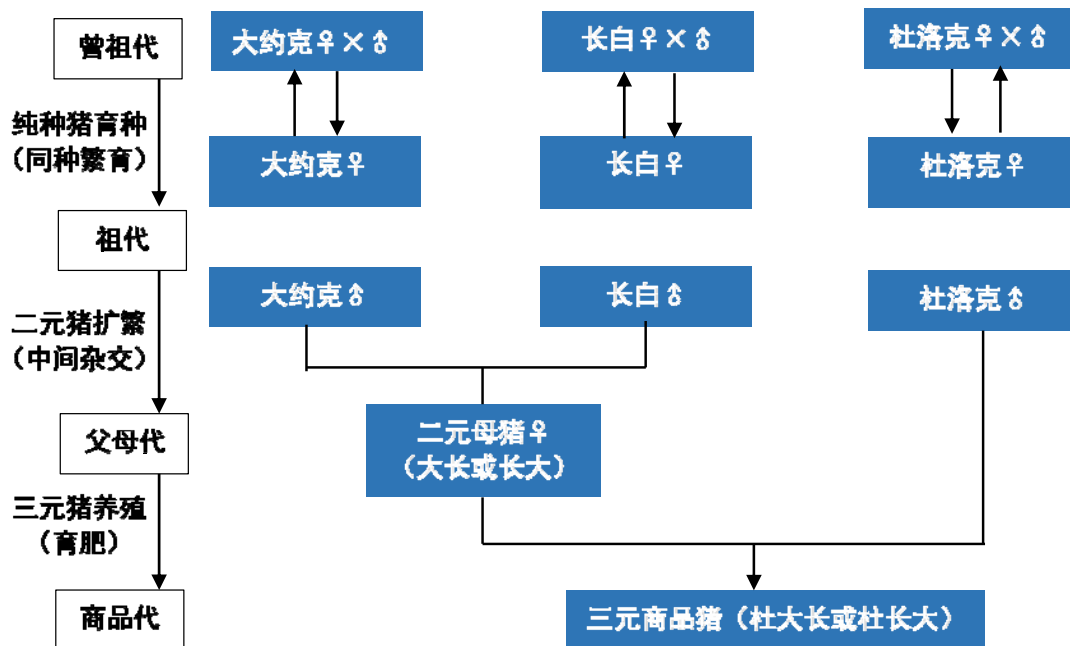 曾祖代
大约克♀×♂
长白♀×♂
杜洛克♀×♂
纯种猪育种
（同种繁育）
大约克♀
长白♀
杜洛克♀
祖代
大约克♂
长白♂
杜洛克♂
二元猪扩繁
（中间杂交）
父母代
二元母猪♀
（大长或长大）
三元猪养殖
（育肥）
商品代
三元商品猪（杜大长或杜长大）